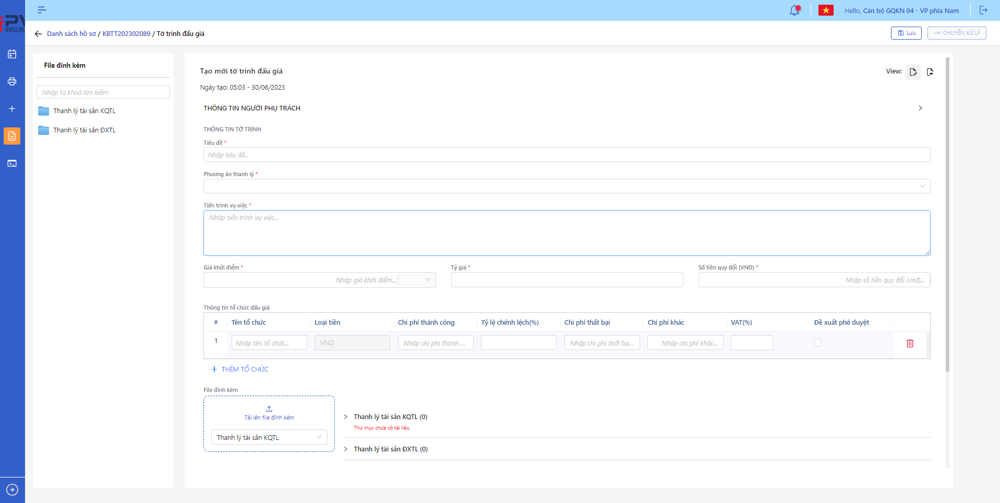 Hello, Cán bộ GQKN 04 - VP phía Nam
PV
INSURA
Danh sách hồ sơ / KBTT202302089 / Tờ trình đấu giá
Lưu
CHUYỂN XỬ LÝ
File đính kèm
Nhập từ khoá tìm kiếm
Thanh lý tài sản KQTL
Thanh lý tài sản ĐXTL
Tạo mới tờ trình đấu giá
View:
Ngày tạo: 05:03 - 30/06/2023
THÔNG TIN NGƯỜI PHỤ TRÁCH
THÔNG TIN TỜ TRÌNH
Tiêu đề *
Nhập tiêu đề...
Phương án thanh lý *
Tiến trình vụ việc *
Nhập tiến trình vụ việc...
Giá khởi điểm * Tỷ giá * Số tiền quy đổi (VNĐ) *
Nhập giá khởi điểm... Nhập số tiền quy đổi (vnđ)...
Thông tin tổ chức đấu giá
# Tên tổ chức Loại tiền Chi phí thành công Tỷ lệ chênh lệch(%) Chi phí thất bại Chi phí khác VAT(%) Đề xuất phê duyệt
1 Nhập tên tổ chức... VND Nhập chi phí thành ... Nhập chi phí thất bạ... Nhập chi phí khác...
+ THÊM TỔ CHỨC
File đính kèm
Tải lên file đính kèm
Thanh lý tài sản KQTL
Thanh lý tài sản KQTL (0)
Thư mục chưa có tài liệu
Thanh lý tài sản ĐXTL (0)